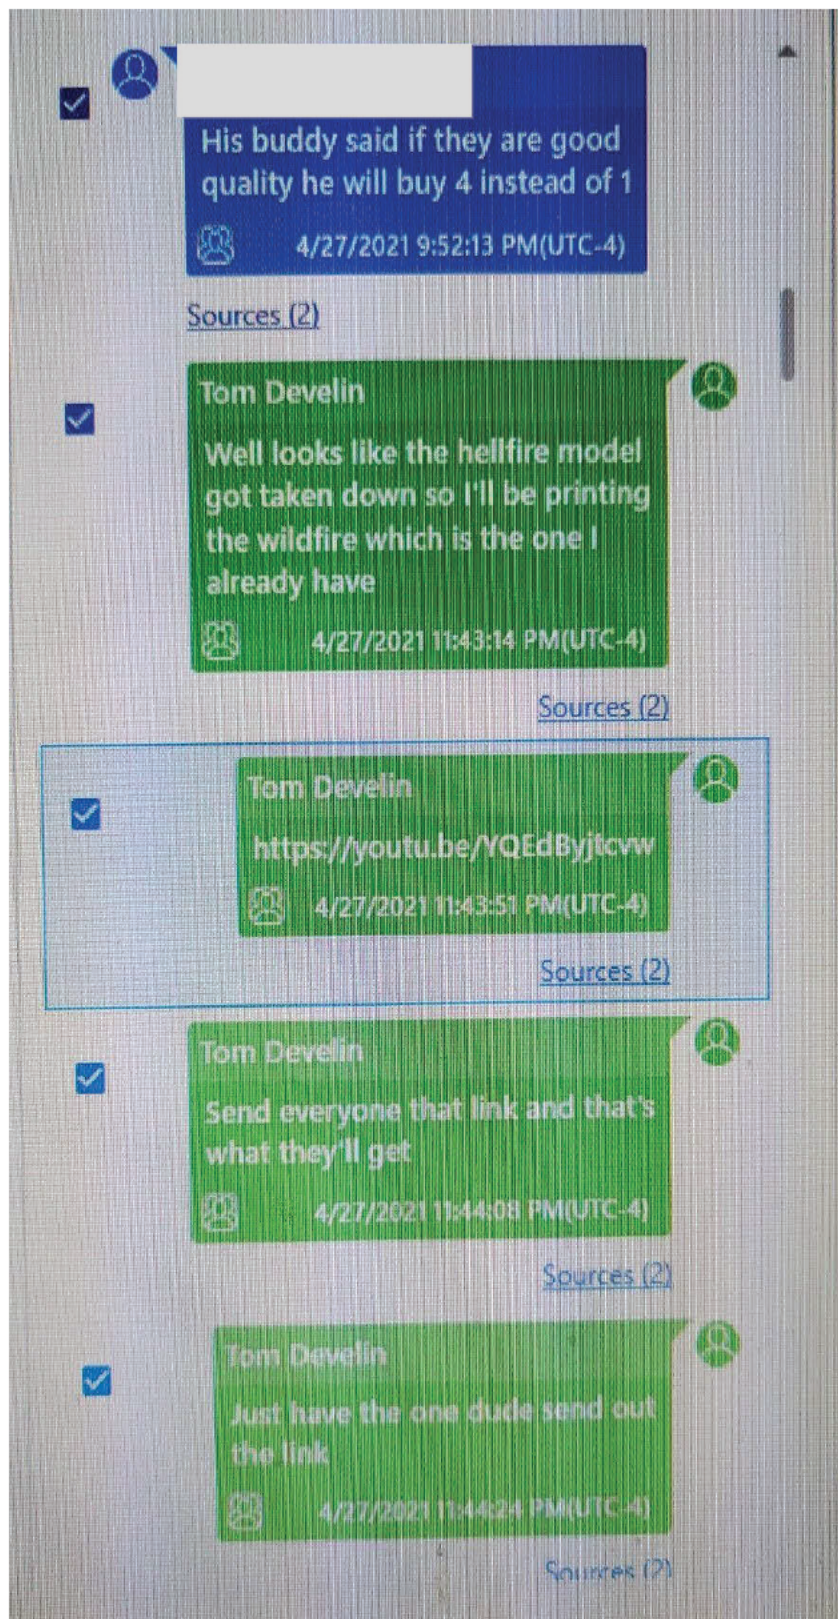 His buddy said if they are good
quality he will buy 4 instead of 1
4/27/2021 9:52:13 PM(UTC-4)
Sources (2)
Tom Develin
Well looks like the hellfire model
got taken down so I'll be printing
the wildfire which is the one I
already have
4/27/2021 11:43:14 PM(UTC-4)
Sources (2)
Tom Develin
https://youtu.be/YQEdByjtcvw
4/27/2021 11:43:51 PM(UTC-4)
Sources (2)
Tom Develin
Send everyone that link and that's
what they'll get
4/27/2021 11:44:08 PM(UTC-4)
Sources (2)
Tom Develin
Just have the one dude send out
the link
4/27/2021 11:44:24 PM(UTC-4)
Sources (2)